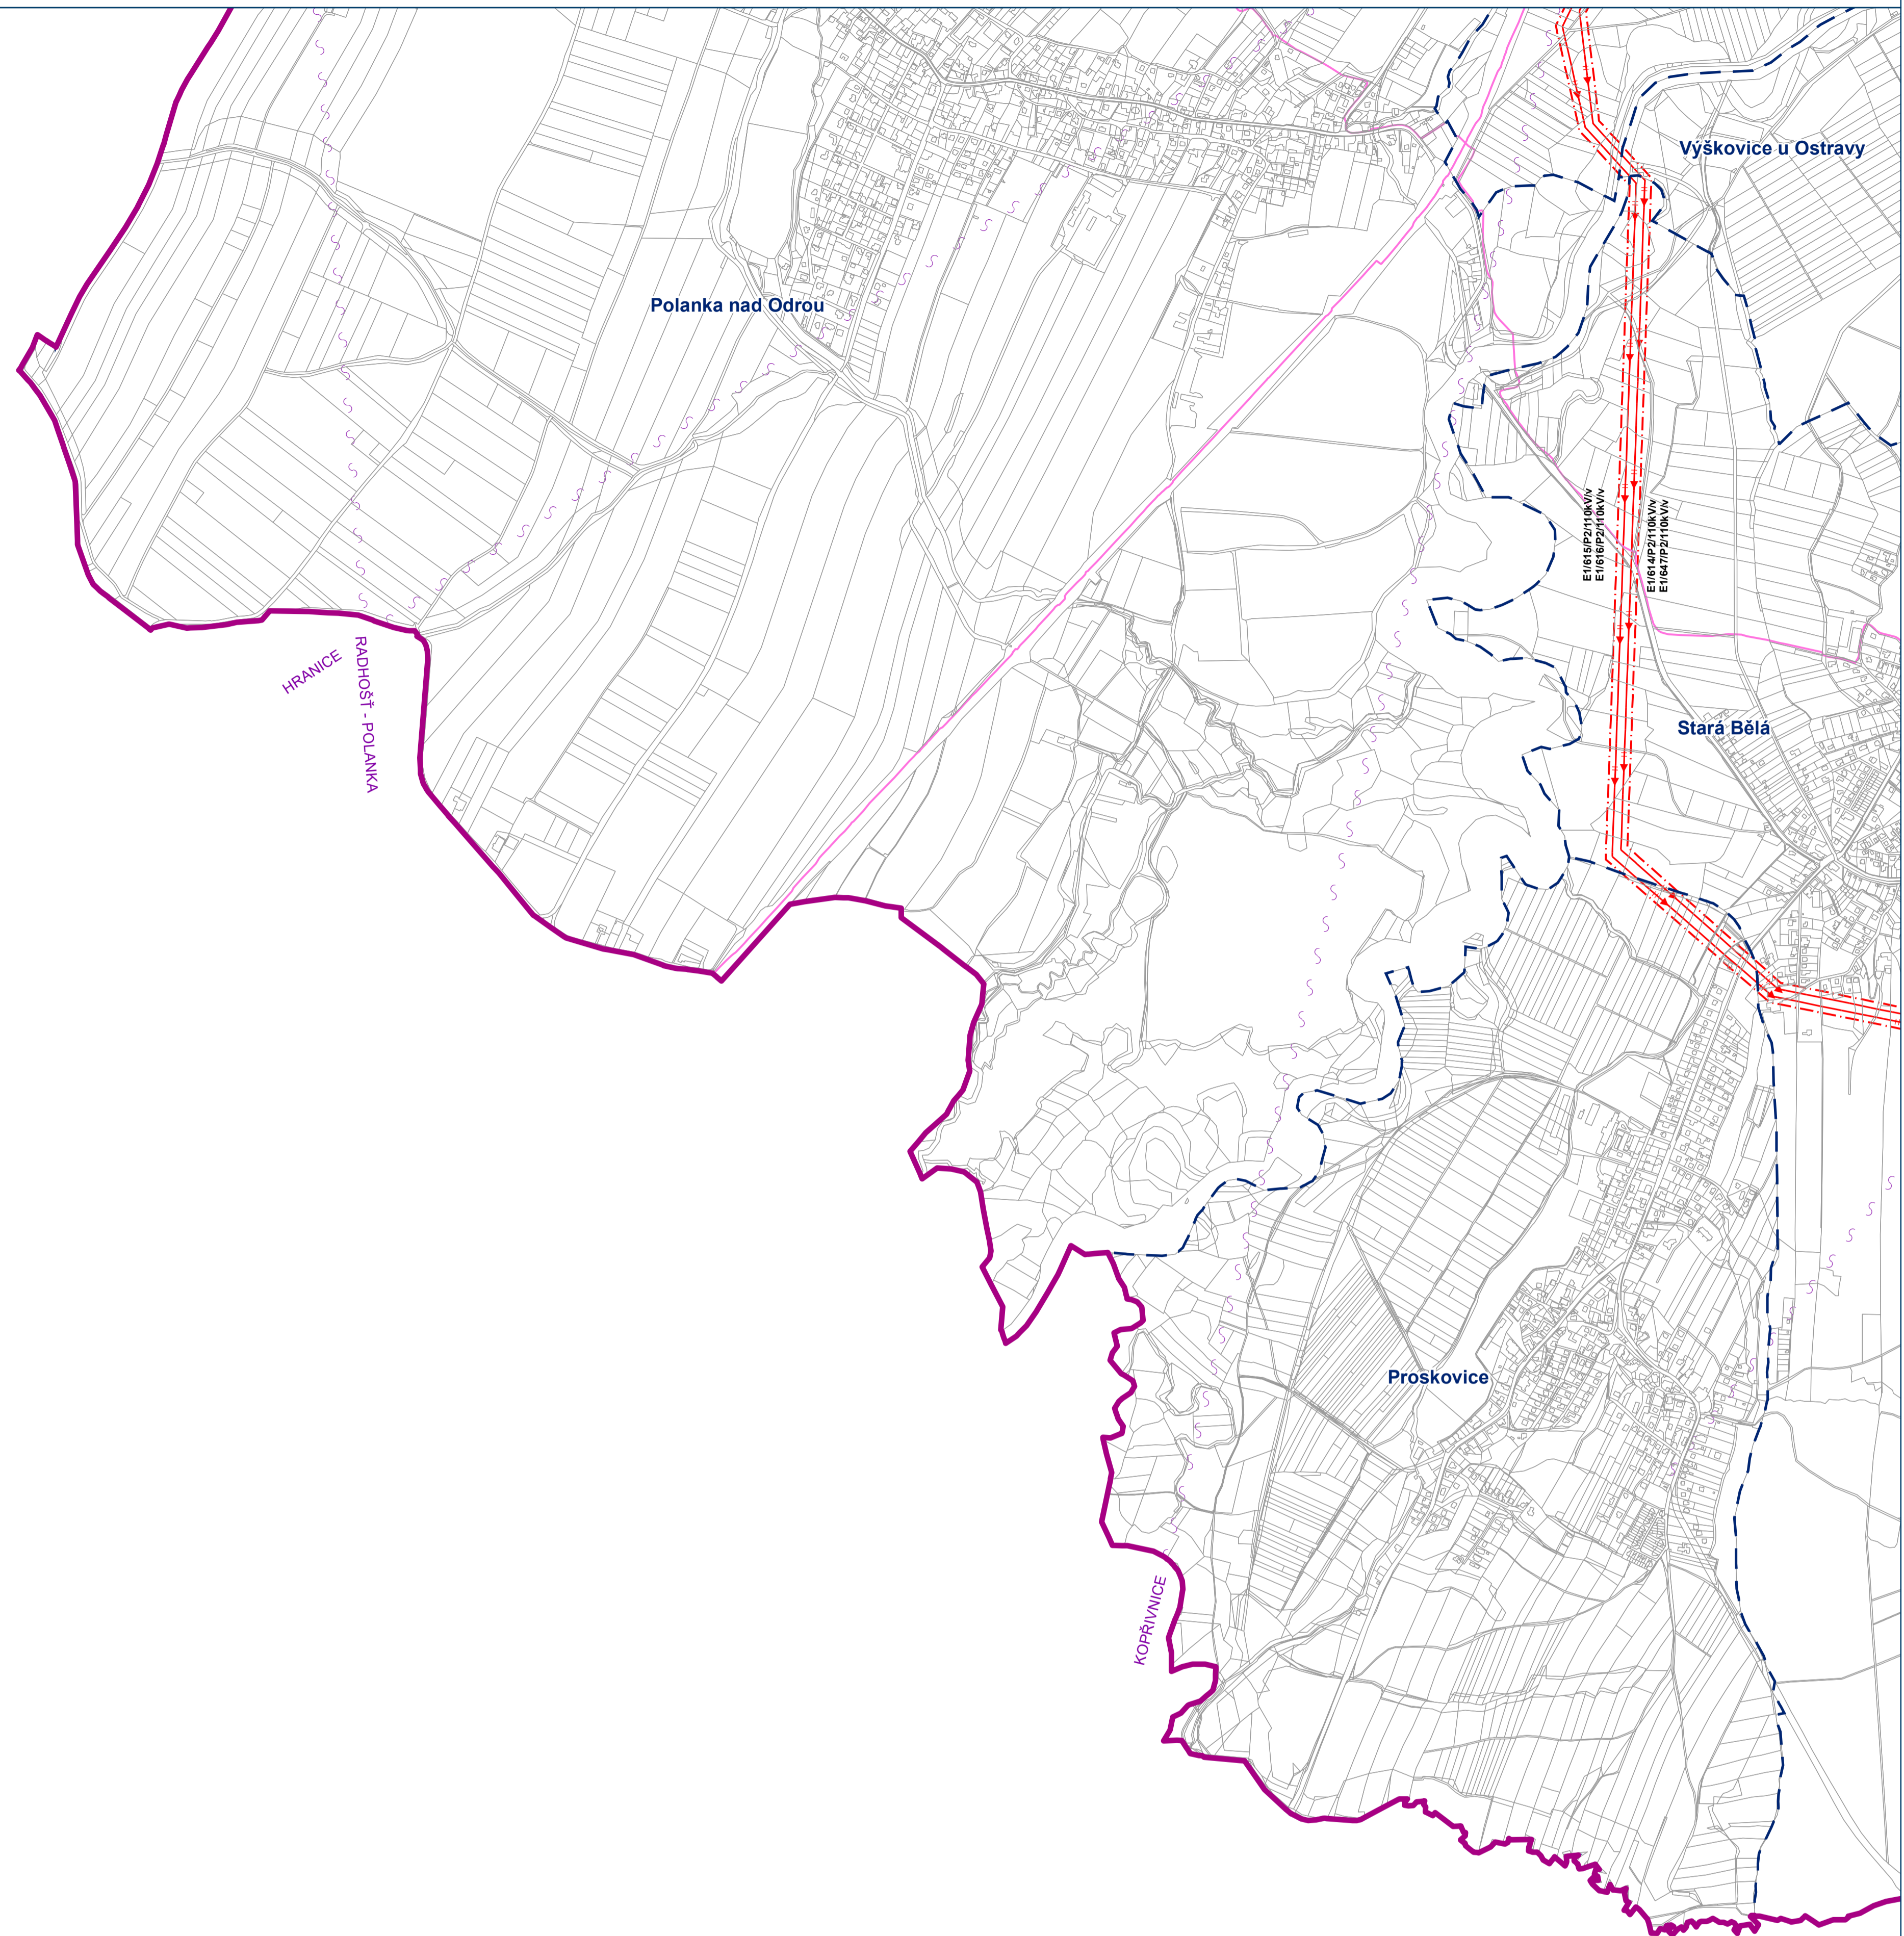 Výškovice u Ostravy
Polanka nad Odrou
E1/615/P2/110kV/v
E1/616/P2/110kV/v
E1/614/P2/110kV/v
E1/647/P2/110kV/v
HRANICE
RADHOŠŤ - POLANKA
Stará Bělá
Proskovice
KOPŘIVNICE